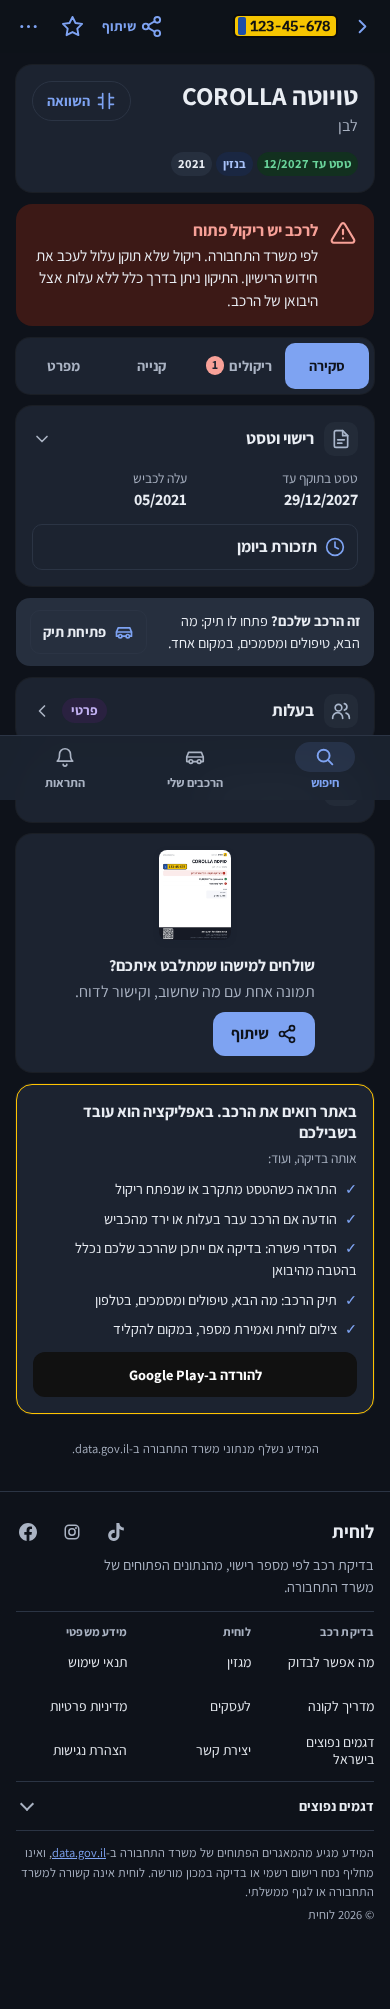 123-45-678
שיתוף
טויוטה COROLLA
השוואה
לבן
טסט עד 12/2027
בנזין
2021
לרכב יש ריקול פתוח
לפי משרד התחבורה. ריקול שלא תוקן עלול לעכב את
חידוש הרישיון. התיקון ניתן בדרך כלל ללא עלות אצל
היבואן של הרכב.
סקירה
ריקולים 1
קנייה
מפרט
רישוי וטסט
טסט בתוקף עד
עלה לכביש
29/12/2027
05/2021
תזכורת ביומן
זה הרכב שלכם? פתחו לו תיק: מה
הבא, טיפולים ומסמכים, במקום אחד.
פתיחת תיק
בעלות
פרטי
חיפוש
הרכבים שלי
התראות
שולחים למישהו שמתלבט איתכם?
תמונה אחת עם מה שחשוב, וקישור לדוח.
שיתוף
באתר רואים את הרכב. באפליקציה הוא עובד
בשבילכם
אותה בדיקה, ועוד:
✓ התראה כשהטסט מתקרב או שנפתח ריקול
✓ הודעה אם הרכב עבר בעלות או ירד מהכביש
✓ הסדרי פשרה: בדיקה אם ייתכן שהרכב שלכם נכלל
בהטבה מהיבואן
✓ תיק הרכב: מה הבא, טיפולים ומסמכים, בטלפון
✓ צילום לוחית ואמירת מספר, במקום להקליד
להורדה ב-Google Play
המידע נשלף מנתוני משרד התחבורה ב-data.gov.il.
לוחית
בדיקת רכב לפי מספר רישוי, מהנתונים הפתוחים של
משרד התחבורה.
בדיקת רכב
לוחית
מידע משפטי
מה אפשר לבדוק
מגזין
תנאי שימוש
מדריך לקונה
לעסקים
מדיניות פרטיות
דגמים נפוצים
בישראל
יצירת קשר
הצהרת נגישות
דגמים נפוצים
המידע מגיע מהמאגרים הפתוחים של משרד התחבורה ב-data.gov.il, ואינו
מחליף נסח רישום רשמי או בדיקה במכון מורשה. לוחית אינה קשורה למשרד
התחבורה או לגוף ממשלתי.
© 2026 לוחית